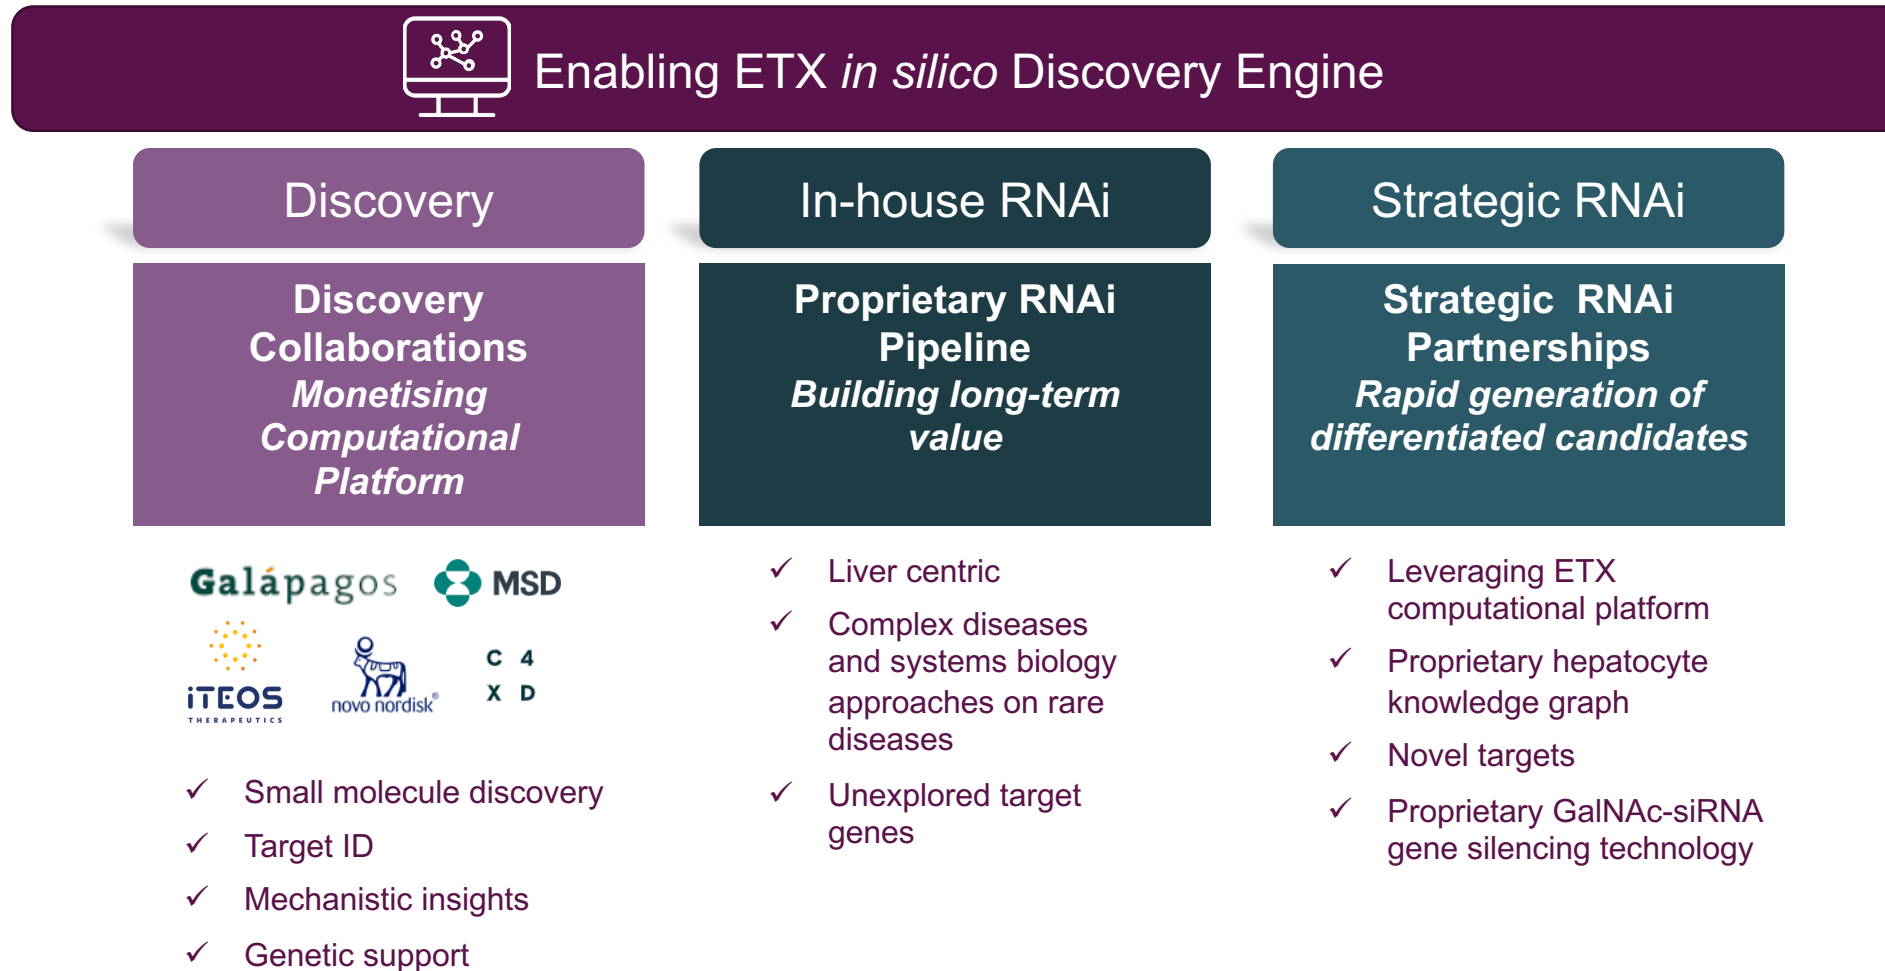 Enabling ETX in silico Discovery Engine
Discovery
Discovery
Collaborations
Monetising
Computational
Platform
Galápagos
MSD
iTEOS
THERAPEUTICS
novo nordisk®
C 4
X D
Small molecule discovery
Target ID
Mechanistic insights
Genetic support
In-house RNAi
Proprietary RNAi
Pipeline
Building long-term
value
Liver centric
Complex diseases
and systems biology
approaches on rare
diseases
Unexplored target
genes
Strategic RNAi
Strategic RNAi
Partnerships
Rapid generation of
differentiated candidates
Leveraging ETX
computational platform
Proprietary hepatocyte
knowledge graph
Novel targets
Proprietary GalNAc-siRNA
gene silencing technology